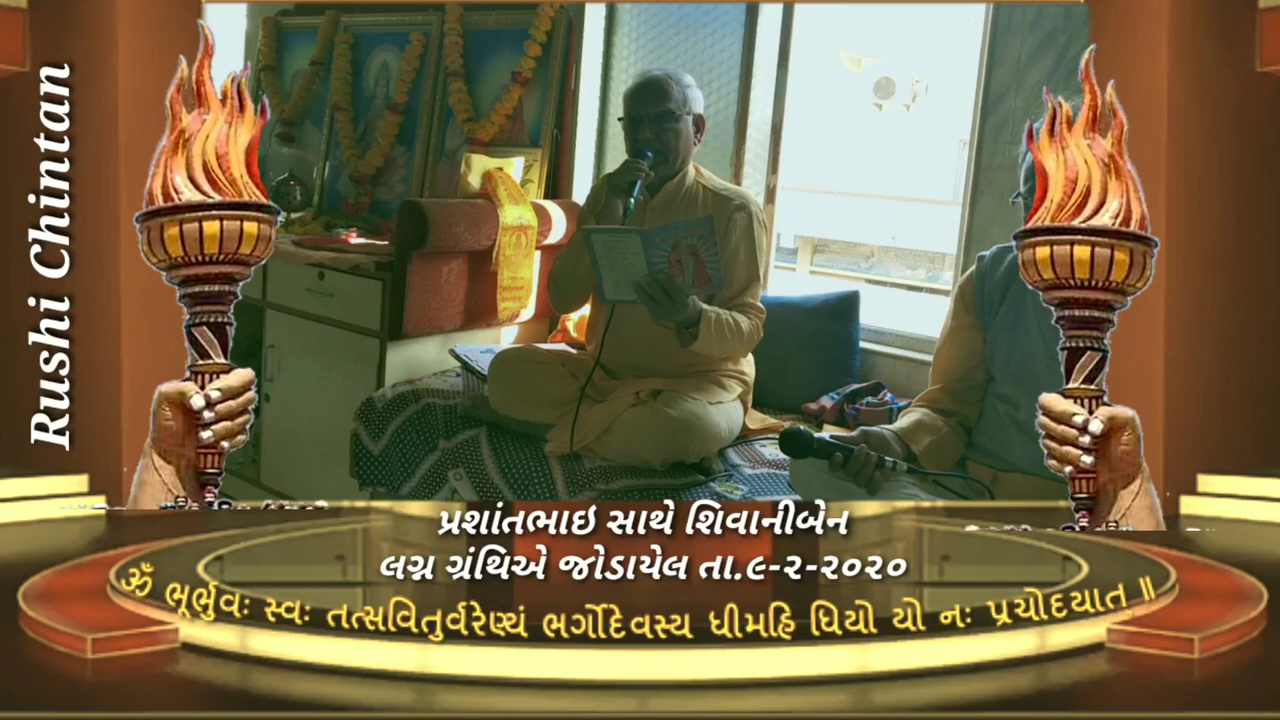 Rushi Chintan
પ્રશાંતભાઇ સાથે શિવાનીબેન
લગ્ન ગ્રંથિએ જોડાયેલ તા.૯-૨-૨૦૨૦
ૐ ભૂર્ભુવઃ સ્વઃ તત્સવિતુર્વરેણ્યં ભર્ગોદેવસ્ય ધીમહિ ધિયો યો નઃ પ્રચોદયાત ॥